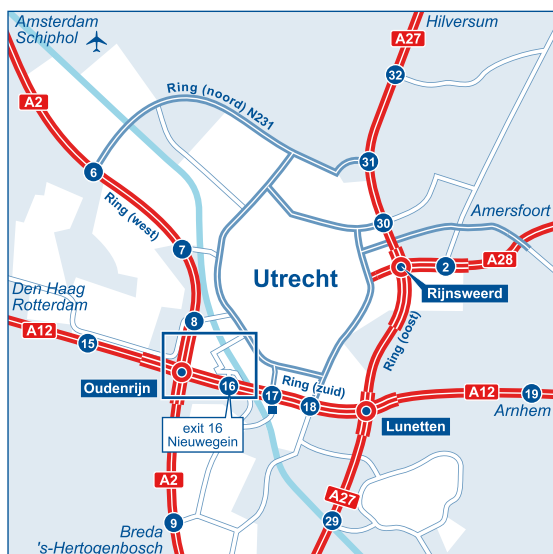 Amsterdam
Schiphol
Hilversum
A27
32
A2
Ring (noord) N231
6
31
Ring (west)
30
Amersfoort
7
2
A28
Utrecht
Rijnsweerd
Den Haag
Rotterdam
8
A12
15
Ring (oost)
Oudenrijn
16
Ring (zuid)
17
18
A12
19
Arnhem
exit 16
Nieuwegein
Lunetten
A2
A27
9
29
Breda
's-Hertogenbosch